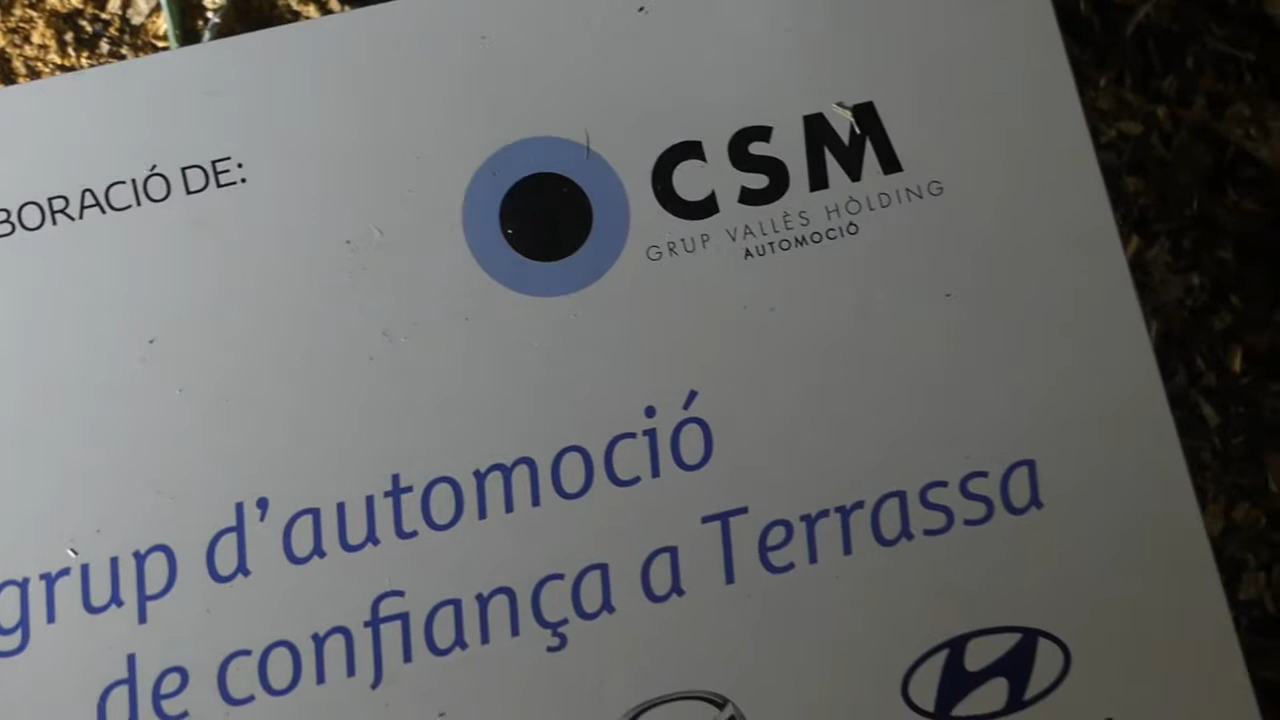 BORACIÓ DE:
CSM
GRUP VALLÈS HÒLDING
AUTOMOCIÓ
grup d'automoció
de confiança a Terrassa